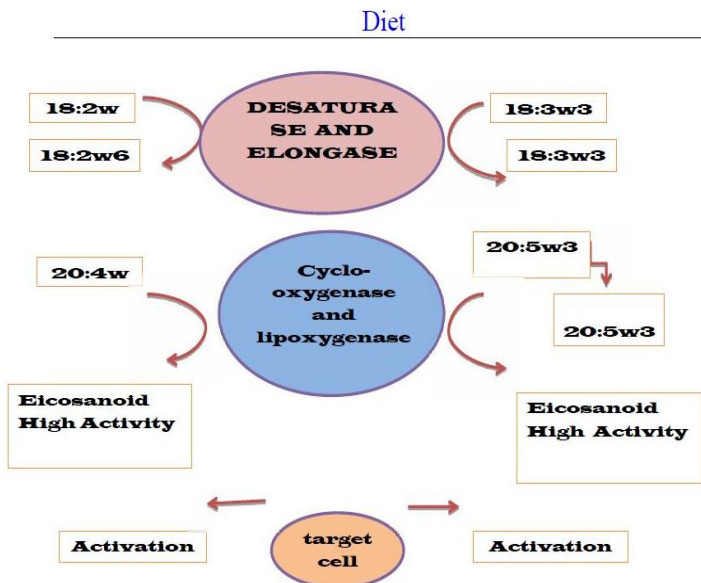 Diet
18:2w
DESATURA
SE AND
ELONGASE
18:3w3
18:2w6
18:3w3
20:4w
Cyclo-
oxygenase
and
lipoxygenase
20:5w3
20:5w3
Eicosanoid
High Activity
Eicosanoid
High Activity
Activation
target
cell
Activation